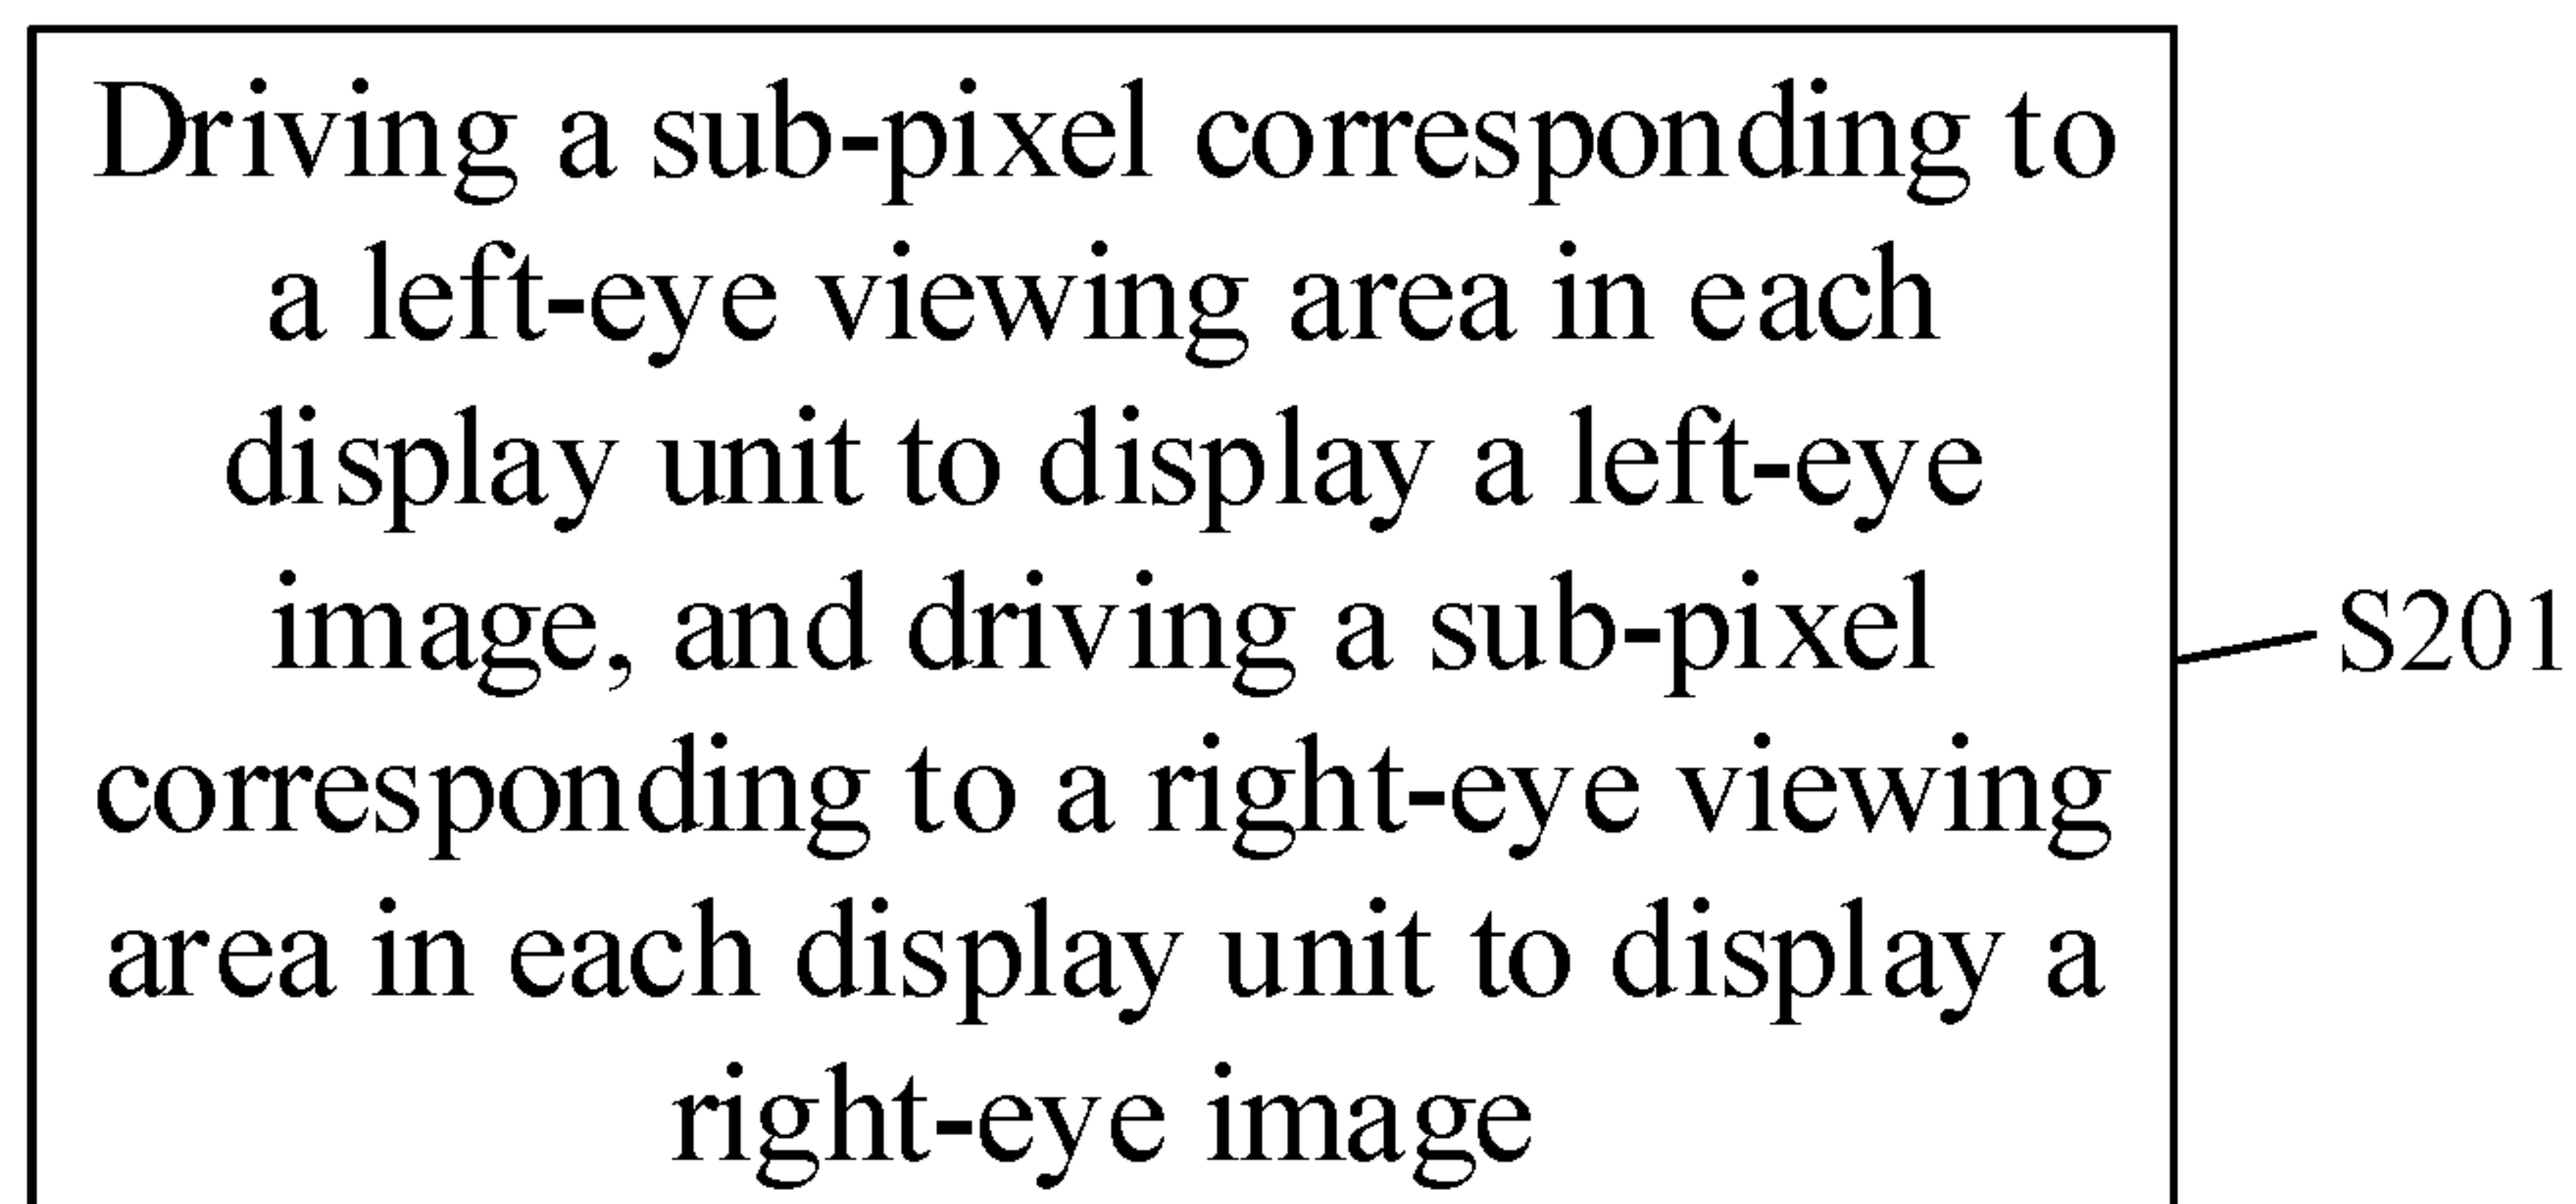 Driving a sub-pixel corresponding to
a left-eye viewing area in each
display unit to display a left-eye
image, and driving a sub-pixel
corresponding to a right-eye viewing
area in each display unit to display a
right-eye image
S201